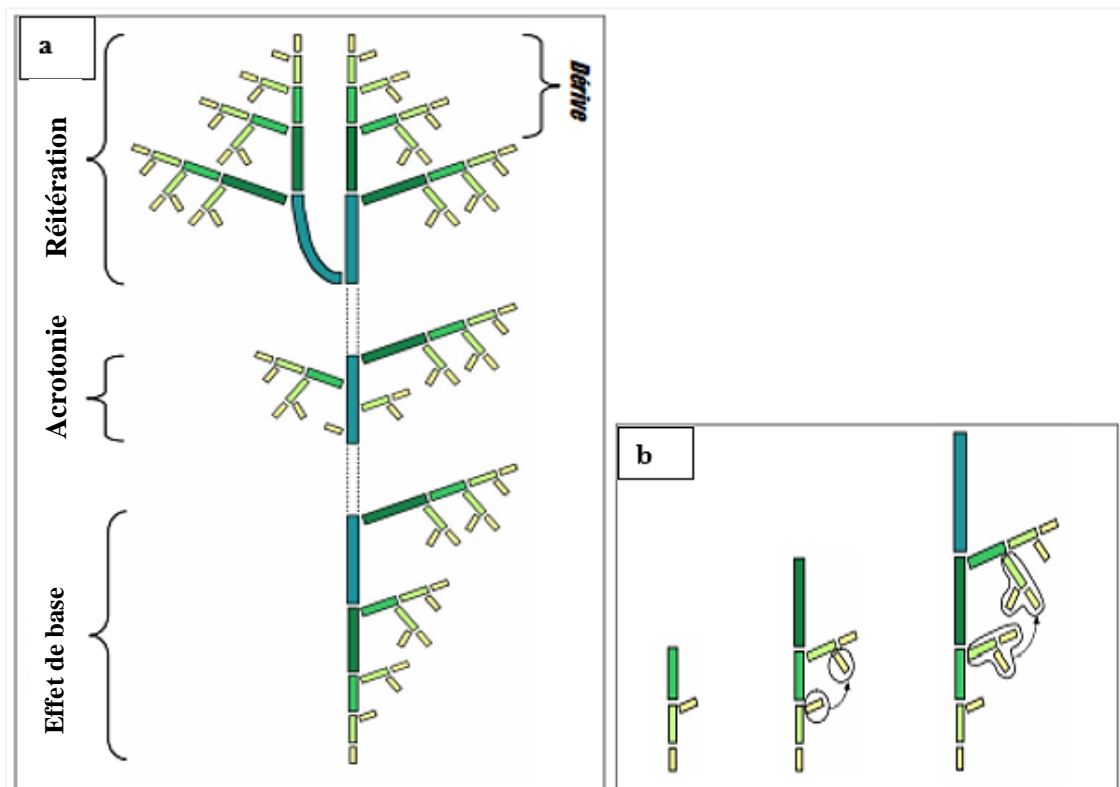 a
Réitération
Dérive
Acrotonie
Effet de base
b